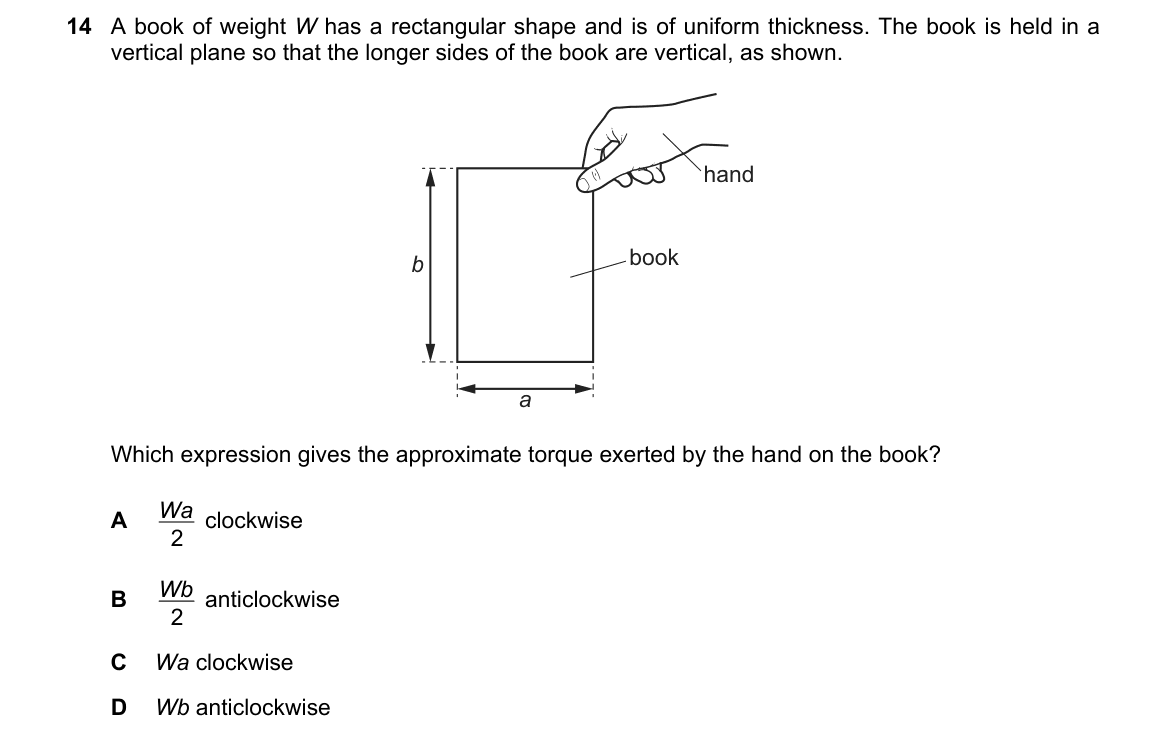 14 A book of weight W has a rectangular shape and is of uniform thickness. The book is held in a
vertical plane so that the longer sides of the book are vertical, as shown.
hand
b
book
a
Which expression gives the approximate torque exerted by the hand on the book?
A Wa/2 clockwise
B Wb/2 anticlockwise
C Wa clockwise
D Wb anticlockwise